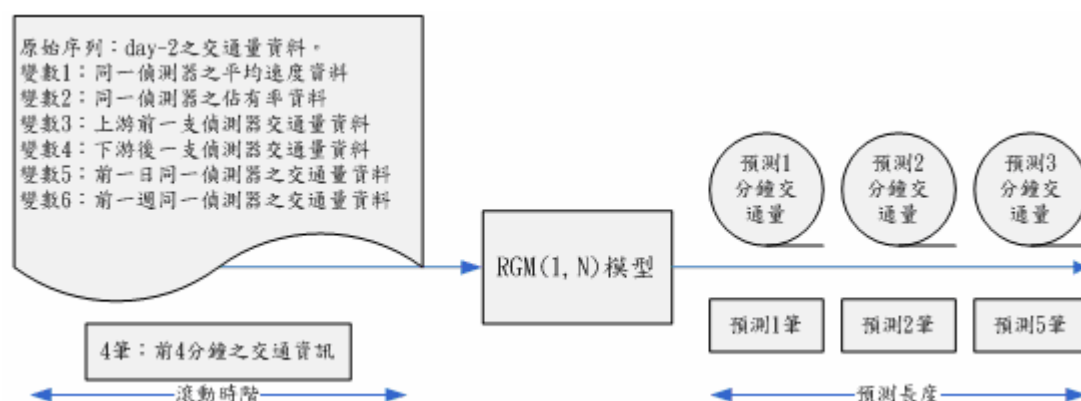 原始序列：day-2之交通量資料。
變數1：同一偵測器之平均速度資料
變數2：同一偵測器之佔有率資料
變數3：上游前一支偵測器交通量資料
變數4：下游後一支偵測器交通量資料
變數5：前一日同一偵測器之交通量資料
變數6：前一週同一偵測器之交通量資料
預測1
分鐘交
通量
預測2
分鐘交
通量
預測3
分鐘交
通量
RGM(1,N)模型
4筆：前4分鐘之交通資訊
預測1筆
預測2筆
預測5筆
滾動時階
預測長度